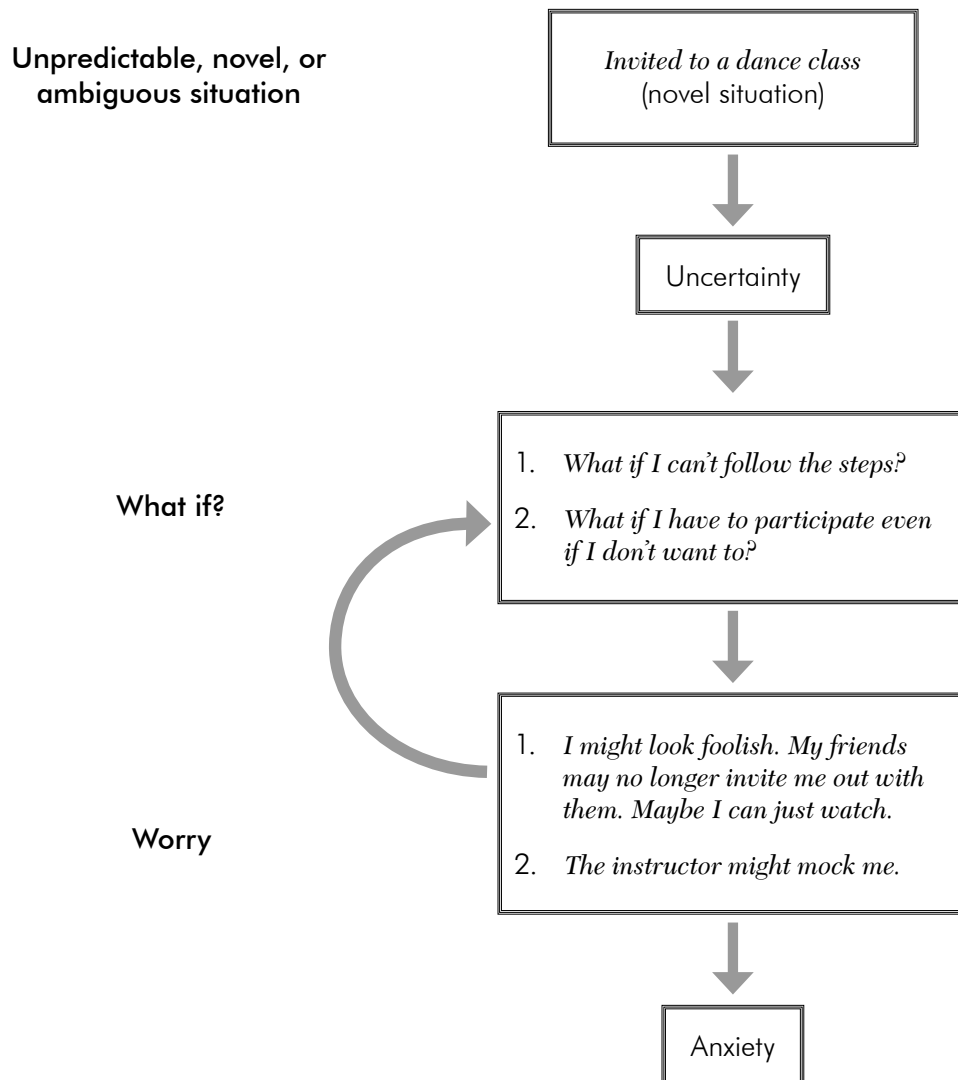 Unpredictable, novel, or
ambiguous situation
Invited to a dance class
(novel situation)
Uncertainty
What if?
1. What if I can't follow the steps?
2. What if I have to participate even
if I don't want to?
Worry
1. I might look foolish. My friends
may no longer invite me out with
them. Maybe I can just watch.
2. The instructor might mock me.
Anxiety